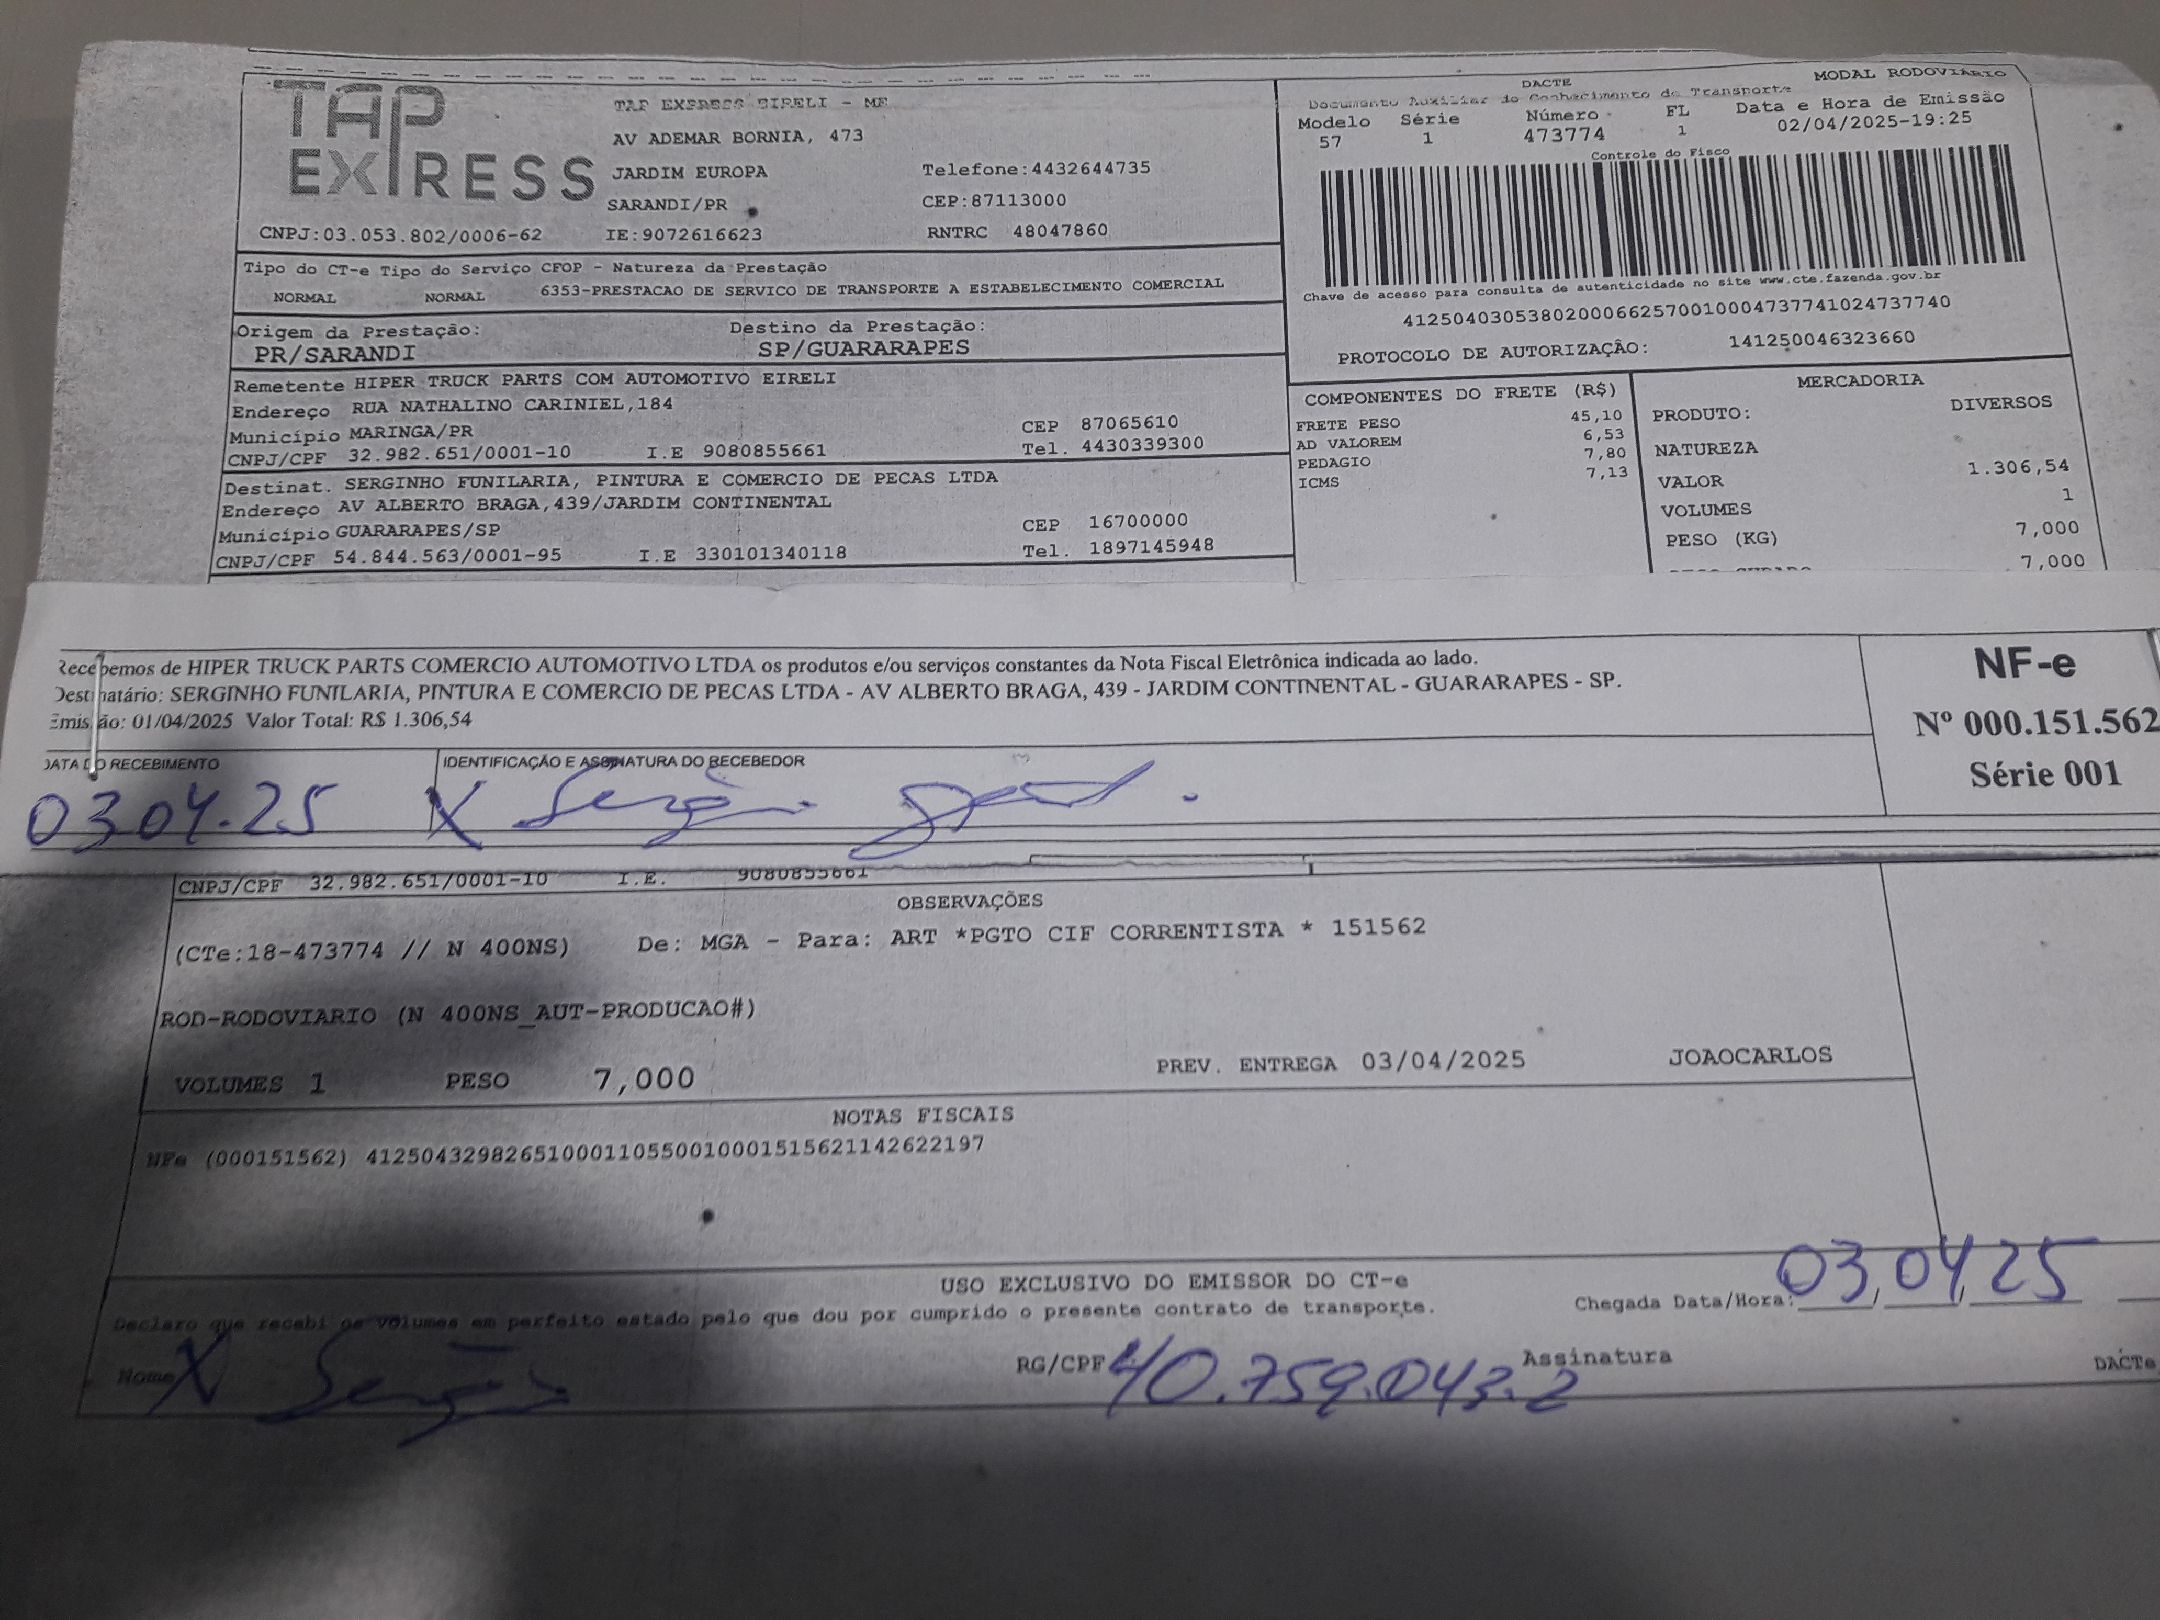 TAP EXPRESS
TAP EXPRESS EIRELI - ME
AV ADEMAR BORNIA, 473
JARDIM EUROPA Telefone:4432644735
SARANDI/PR CEP:87113000
CNPJ:03.053.802/0006-62 IE:9072616623 RNTRC 48047860
DACTE MODAL RODOVIÁRIO
Documento Auxiliar do Conhecimento de Transporte
Modelo Série Número FL Data e Hora de Emissão
57 1 473774 1 02/04/2025-19:25
Controle do Fisco
Chave de acesso para consulta de autenticidade no site www.cte.fazenda.gov.br
41250403053802000662570010004737741024737740
PROTOCOLO DE AUTORIZAÇÃO: 141250046323660
Tipo do CT-e Tipo do Serviço CFOP - Natureza da Prestação
NORMAL NORMAL 6353-PRESTACAO DE SERVICO DE TRANSPORTE A ESTABELECIMENTO COMERCIAL
Origem da Prestação: Destino da Prestação:
PR/SARANDI SP/GUARARAPES
Remetente HIPER TRUCK PARTS COM AUTOMOTIVO EIRELI
Endereço RUA NATHALINO CARINIEL,184
Município MARINGA/PR CEP 87065610
CNPJ/CPF 32.982.651/0001-10 I.E 9080855661 Tel. 4430339300
Destinat. SERGINHO FUNILARIA, PINTURA E COMERCIO DE PECAS LTDA
Endereço AV ALBERTO BRAGA,439/JARDIM CONTINENTAL
Município GUARARAPES/SP CEP 16700000
CNPJ/CPF 54.844.563/0001-95 I.E 330101340118 Tel. 1897145948
COMPONENTES DO FRETE (R$)
FRETE PESO 45,10
AD VALOREM 6,53
PEDAGIO 7,80
ICMS 7,13
MERCADORIA
PRODUTO: DIVERSOS
NATUREZA
VALOR 1.306,54
VOLUMES 1
PESO (KG) 7,000
7,000
Recebemos de HIPER TRUCK PARTS COMERCIO AUTOMOTIVO LTDA os produtos e/ou serviços constantes da Nota Fiscal Eletrônica indicada ao lado.
Destinatário: SERGINHO FUNILARIA, PINTURA E COMERCIO DE PECAS LTDA - AV ALBERTO BRAGA, 439 - JARDIM CONTINENTAL - GUARARAPES - SP.
Emissão: 01/04/2025 Valor Total: R$ 1.306,54
NF-e
Nº 000.151.562
Série 001
DATA DO RECEBIMENTO IDENTIFICAÇÃO E ASSINATURA DO RECEBEDOR
03 04.25 X Sergio
CNPJ/CPF 32.982.651/0001-10 I.E. 9080855661
OBSERVAÇÕES
(CTe:18-473774 // N 400NS) De: MGA - Para: ART *PGTO CIF CORRENTISTA * 151562
ROD-RODOVIARIO (N 400NS_AUT-PRODUCAO#)
VOLUMES 1 PESO 7,000 PREV. ENTREGA 03/04/2025 JOAOCARLOS
NOTAS FISCAIS
NFe (000151562) 41250432982651000110550010001515621142622197
USO EXCLUSIVO DO EMISSOR DO CT-e
Declaro que recebi os volumes em perfeito estado pelo que dou por cumprido o presente contrato de transporte. Chegada Data/Hora: 03,04,25
Nome X Sergio RG/CPF 40.759.043.2 Assinatura DACTe